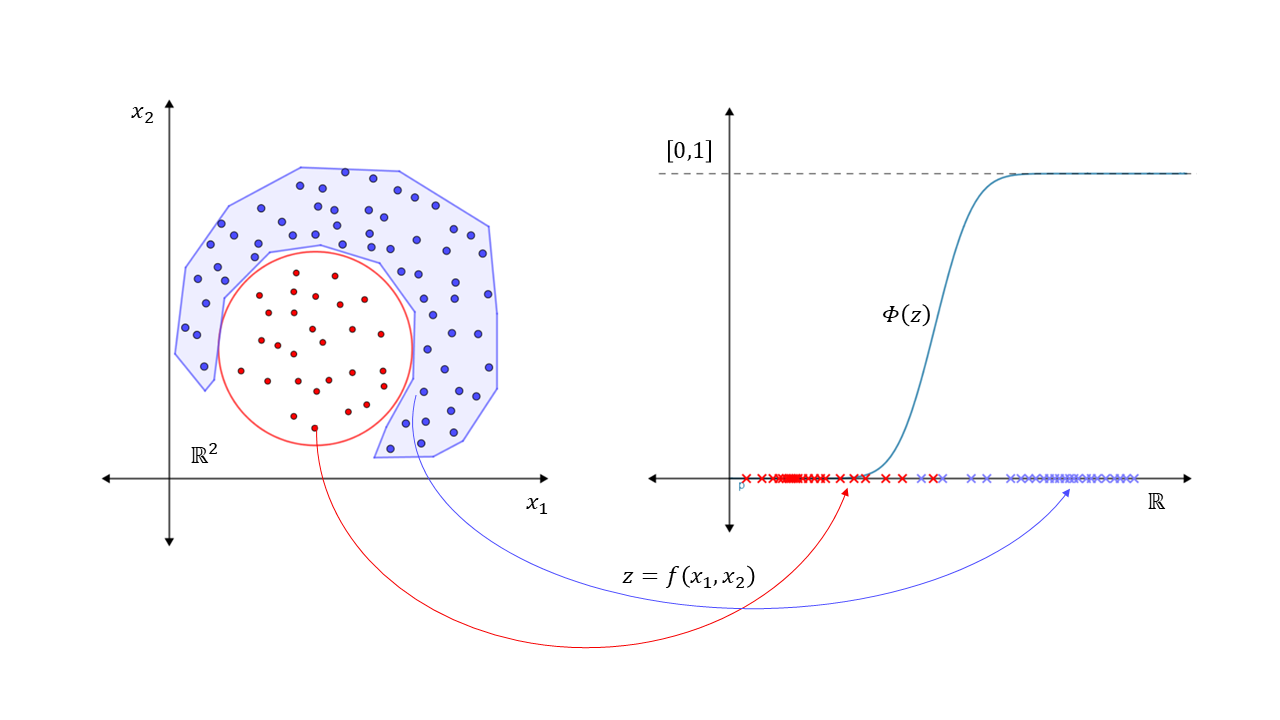 x₂
[0,1]
Φ(z)
ℝ²
x₁
p
ℝ
z = f(x₁, x₂)